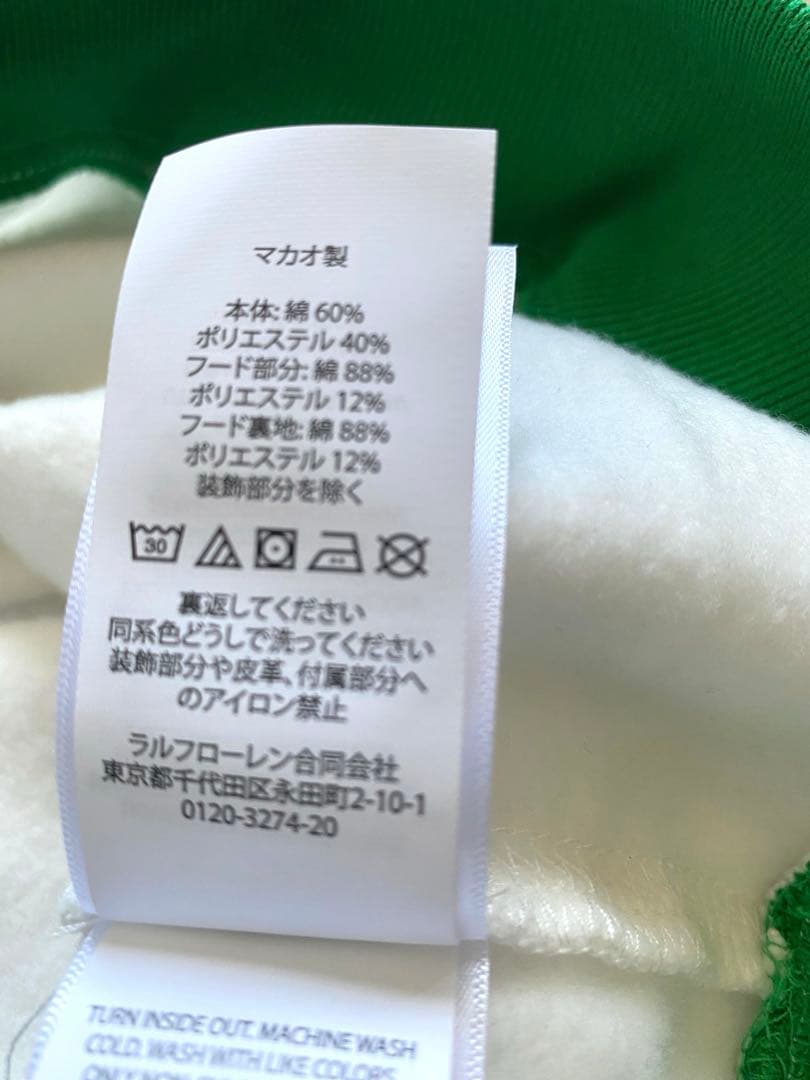 マカオ製
本体: 綿 60%
ポリエステル 40%
フード部分: 綿 88%
ポリエステル 12%
フード裏地: 綿 88%
ポリエステル 12%
装飾部分を除く
30
裏返してください
同系色どうしで洗ってください
装飾部分や皮革、付属部分へ
のアイロン禁止
ラルフローレン合同会社
東京都千代田区永田町2-10-1
0120-3274-20
TURN INSIDE OUT. MACHINE WASH
COLD. WASH WITH LIKE COLORS.
ONLY NON